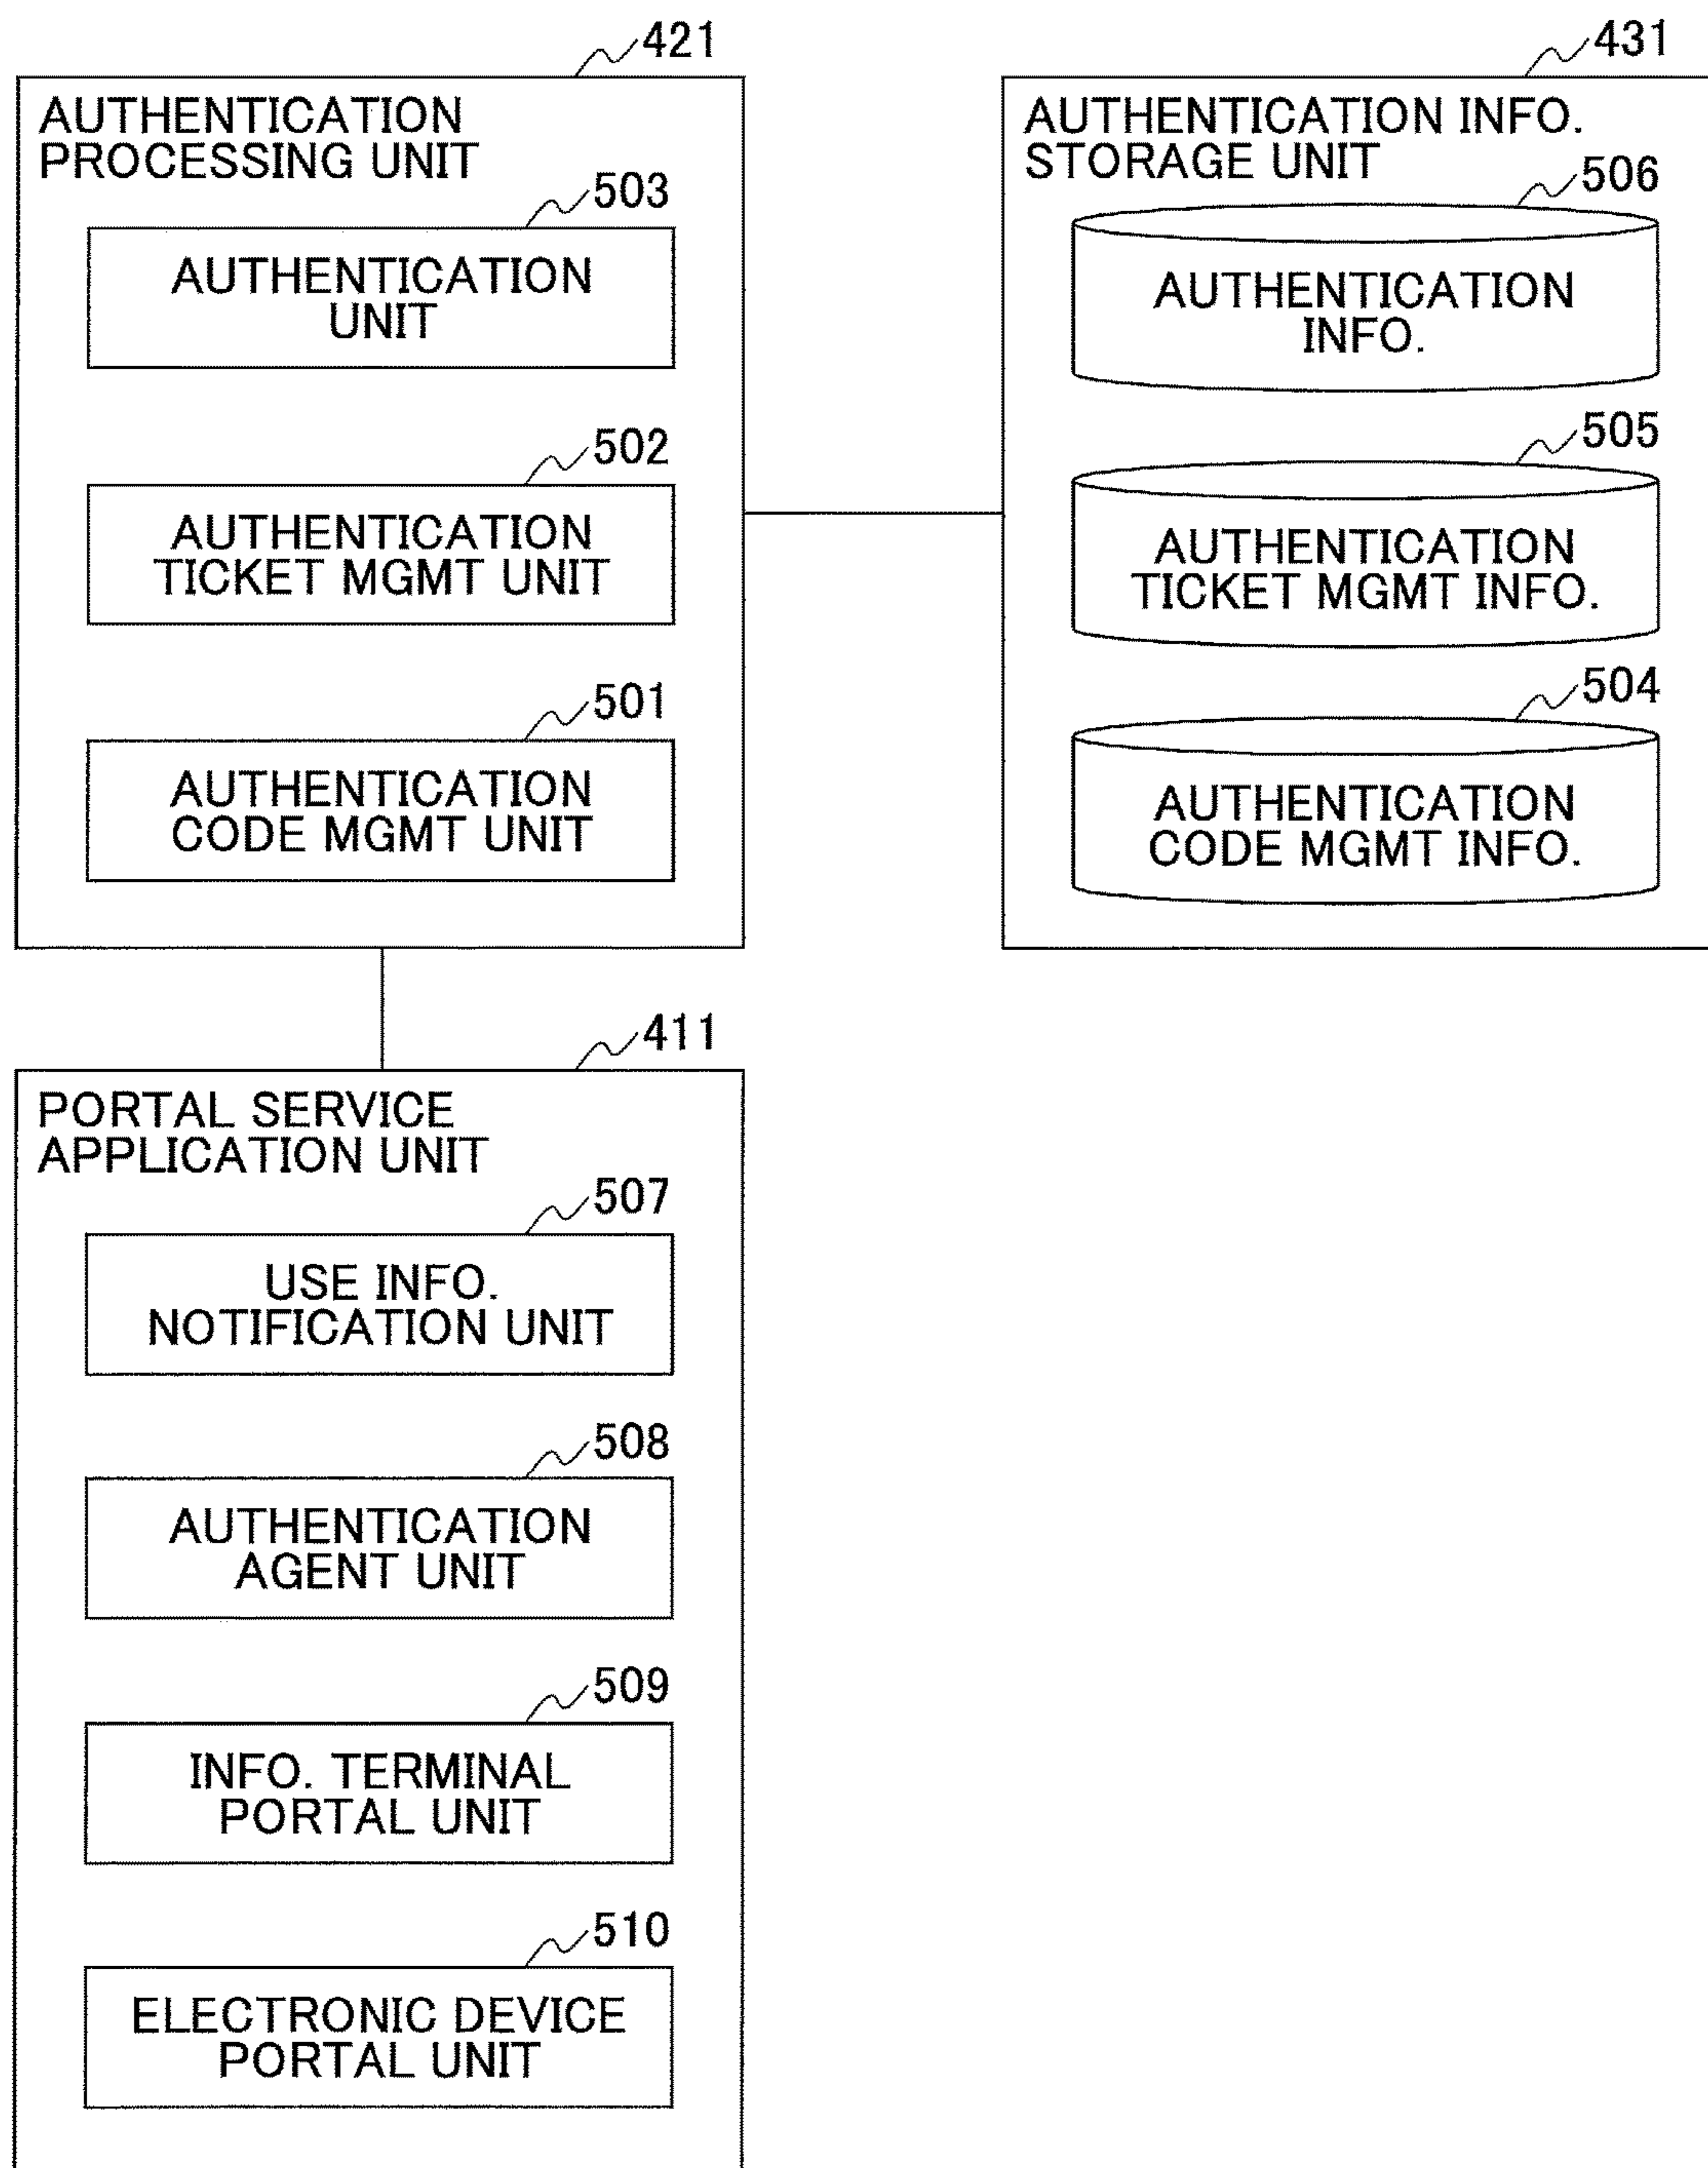 421
AUTHENTICATION
PROCESSING UNIT
503
AUTHENTICATION
UNIT
502
AUTHENTICATION
TICKET MGMT UNIT
501
AUTHENTICATION
CODE MGMT UNIT
431
AUTHENTICATION INFO.
STORAGE UNIT
506
AUTHENTICATION
INFO.
505
AUTHENTICATION
TICKET MGMT INFO.
504
AUTHENTICATION
CODE MGMT INFO.
411
PORTAL SERVICE
APPLICATION UNIT
507
USE INFO.
NOTIFICATION UNIT
508
AUTHENTICATION
AGENT UNIT
509
INFO. TERMINAL
PORTAL UNIT
510
ELECTRONIC DEVICE
PORTAL UNIT